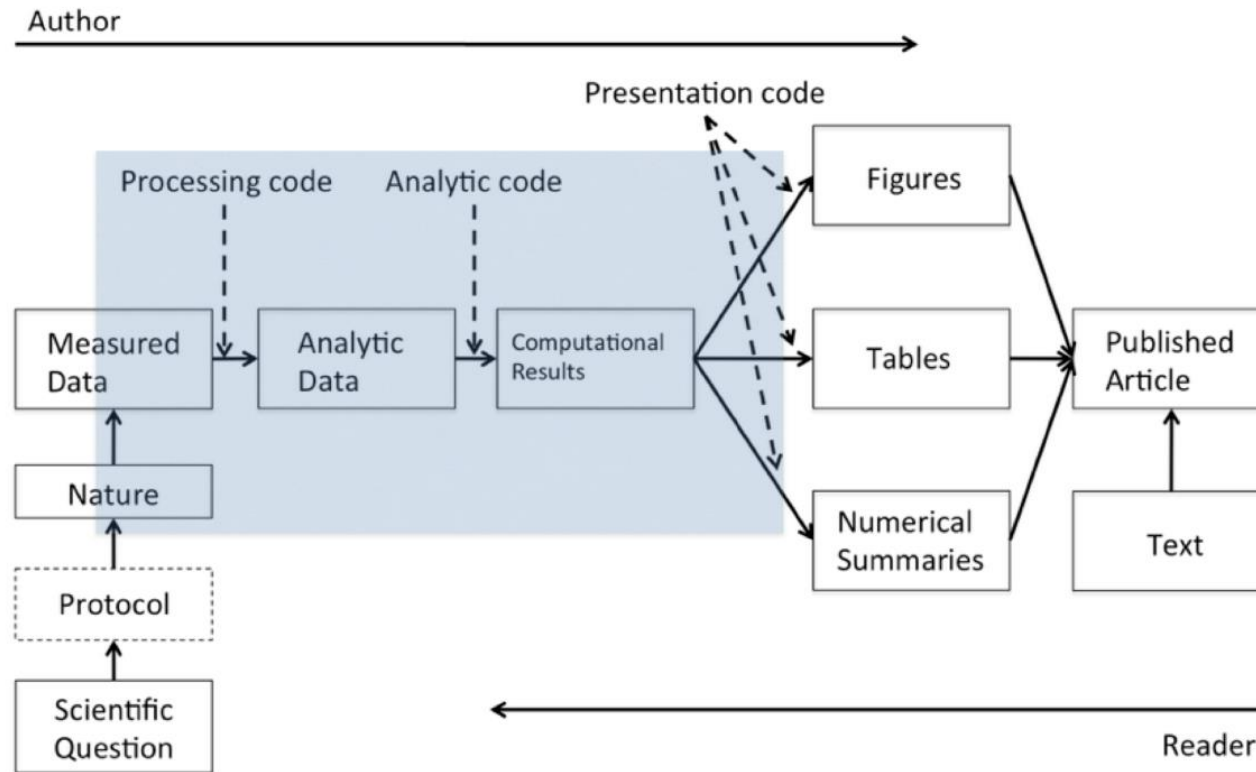 Author
Presentation code
Processing code
Analytic code
Figures
Measured
Data
Analytic
Data
Computational
Results
Tables
Published
Article
Nature
Numerical
Summaries
Text
Protocol
Scientific
Question
Reader